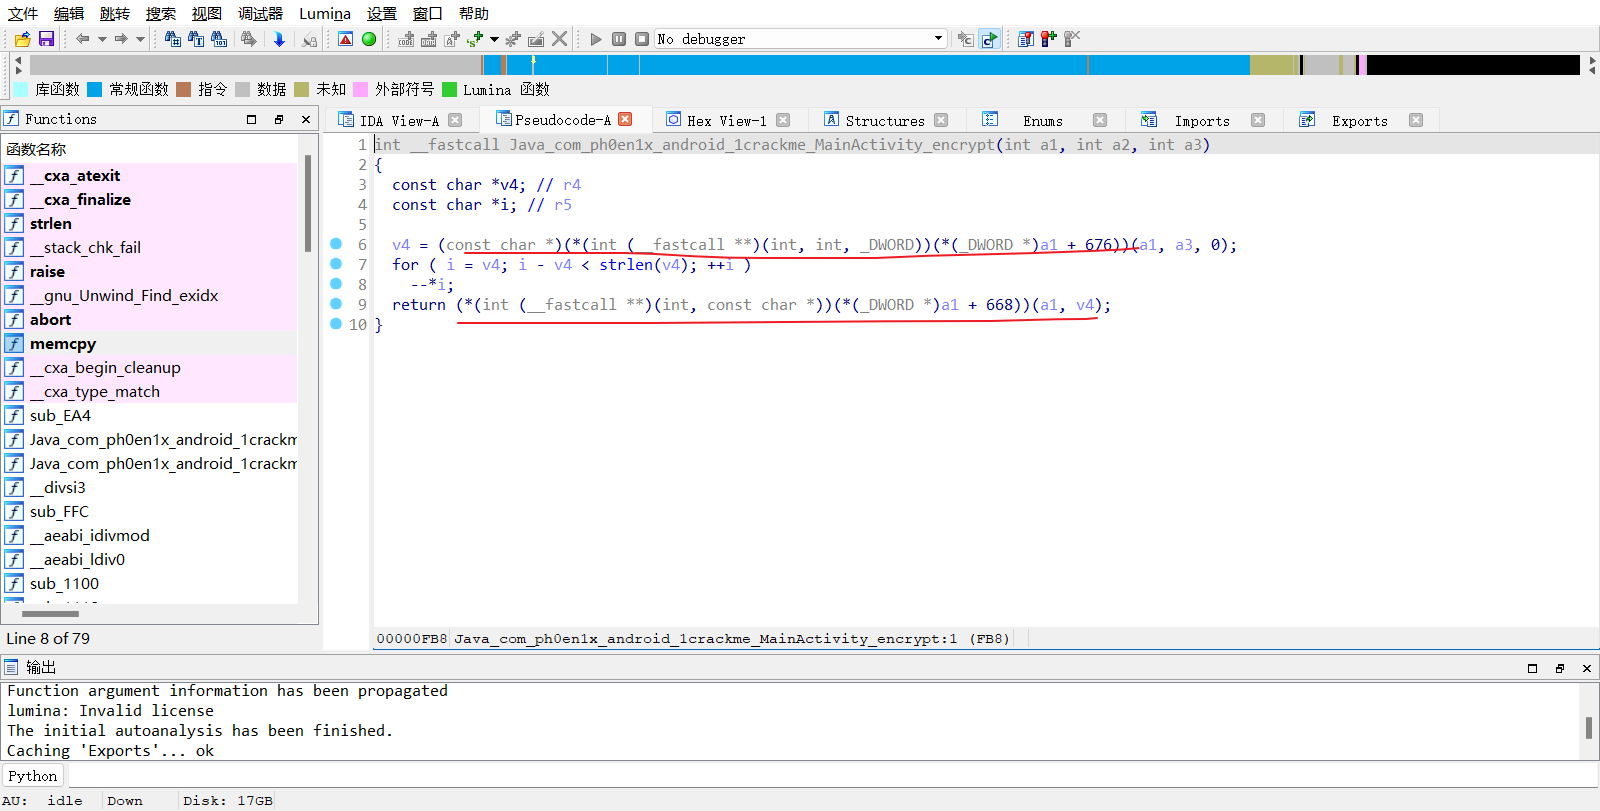 文件 编辑 跳转 搜索 视图 调试器 Lumina 设置 窗口 帮助
No debugger
库函数 常规函数 指令 数据 未知 外部符号 Lumina 函数
Functions
函数名称
__cxa_atexit
__cxa_finalize
strlen
__stack_chk_fail
raise
__gnu_Unwind_Find_exidx
abort
memcpy
__cxa_begin_cleanup
__cxa_type_match
sub_EA4
Java_com_ph0en1x_android_1crackm
Java_com_ph0en1x_android_1crackm
__divsi3
sub_FFC
__aeabi_idivmod
__aeabi_ldiv0
sub_1100
Line 8 of 79
IDA View-A Pseudocode-A Hex View-1 Structures Enums Imports Exports
1 int __fastcall Java_com_ph0en1x_android_1crackme_MainActivity_encrypt(int a1, int a2, int a3)
2 {
3 const char *v4; // r4
4 const char *i; // r5
5
6 v4 = (const char *)(*(int (__fastcall **)(int, int, _DWORD))(*(_DWORD *)a1 + 676))(a1, a3, 0);
7 for ( i = v4; i - v4 < strlen(v4); ++i )
8 --*i;
9 return (*(int (__fastcall **)(int, const char *))(*(_DWORD *)a1 + 668))(a1, v4);
10 }
00000FB8 Java_com_ph0en1x_android_1crackme_MainActivity_encrypt:1 (FB8)
输出
Function argument information has been propagated
lumina: Invalid license
The initial autoanalysis has been finished.
Caching 'Exports'... ok
Python
AU: idle Down Disk: 17GB